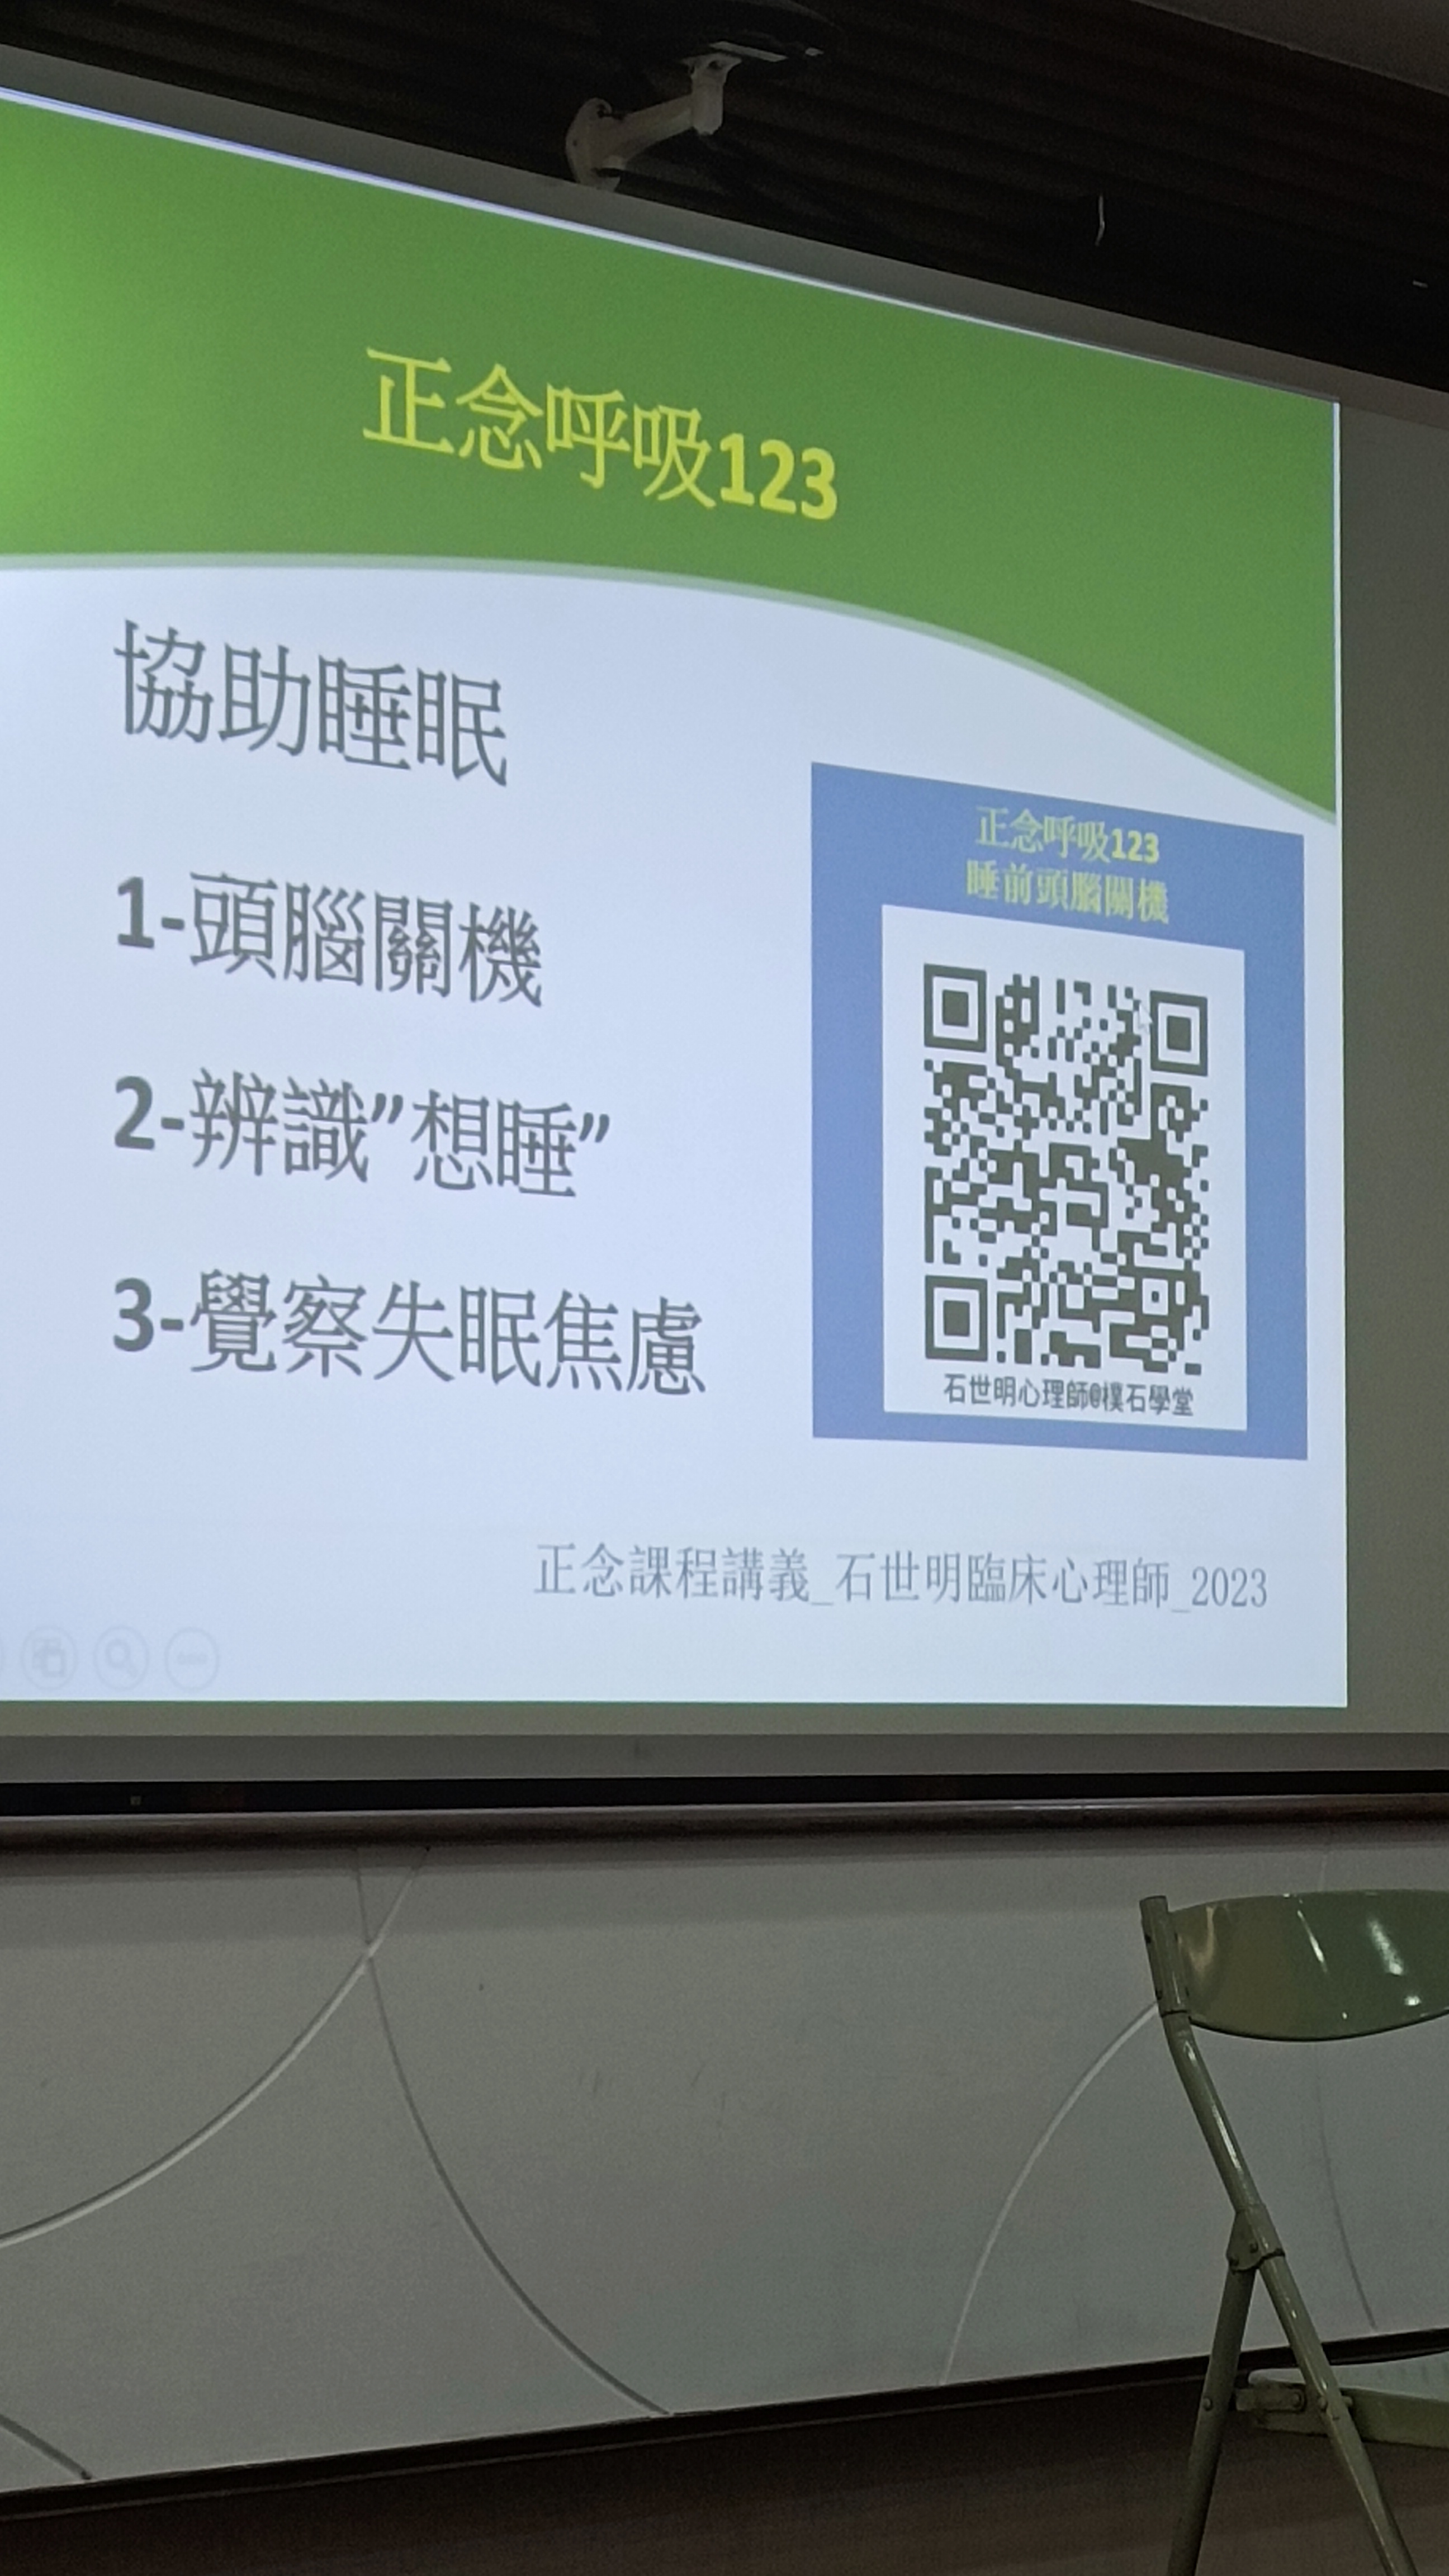 正念呼吸123
協助睡眠
1-頭腦關機
2-辨識”想睡”
3-覺察失眠焦慮
正念呼吸123
睡前頭腦關機
石世明心理師@樸石學堂
正念課程講義_石世明臨床心理師_2023